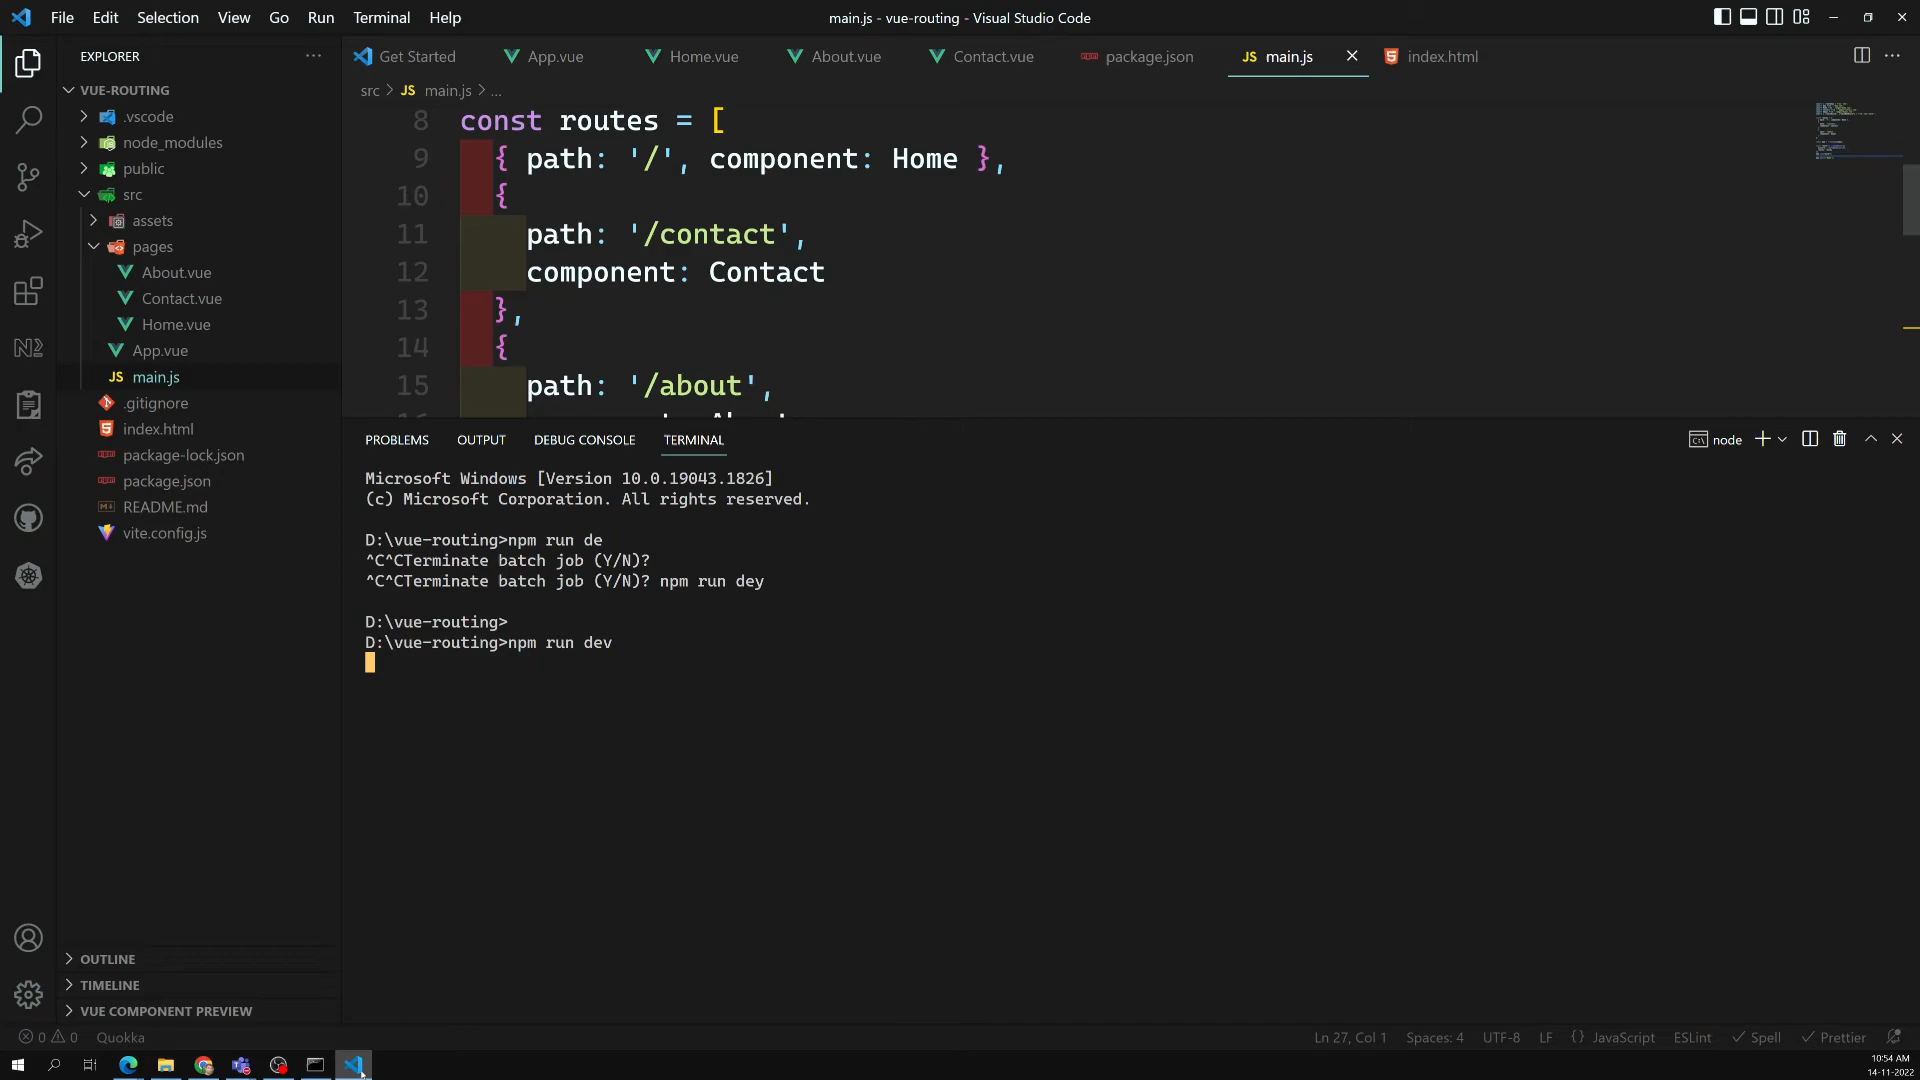 File Edit Selection View Go Run Terminal Help
main.js - vue-routing - Visual Studio Code
EXPLORER
VUE-ROUTING
.vscode
node_modules
public
src
assets
pages
About.vue
Contact.vue
Home.vue
App.vue
JS main.js
.gitignore
index.html
package-lock.json
package.json
README.md
vite.config.js
OUTLINE
TIMELINE
VUE COMPONENT PREVIEW
Get Started App.vue Home.vue About.vue Contact.vue package.json JS main.js index.html
src > JS main.js > ...
8 const routes = [
9 { path: '/', component: Home },
10 {
11 path: '/contact',
12 component: Contact
13 },
14 {
15 path: '/about',
PROBLEMS OUTPUT DEBUG CONSOLE TERMINAL
node
Microsoft Windows [Version 10.0.19043.1826]
(c) Microsoft Corporation. All rights reserved.
D:\vue-routing>npm run de
^C^CTerminate batch job (Y/N)?
^C^CTerminate batch job (Y/N)? npm run dey
D:\vue-routing>
D:\vue-routing>npm run dev
0 0 Quokka
Ln 27, Col 1 Spaces: 4 UTF-8 LF {} JavaScript ESLint Spell Prettier
10:54 AM
14-11-2022